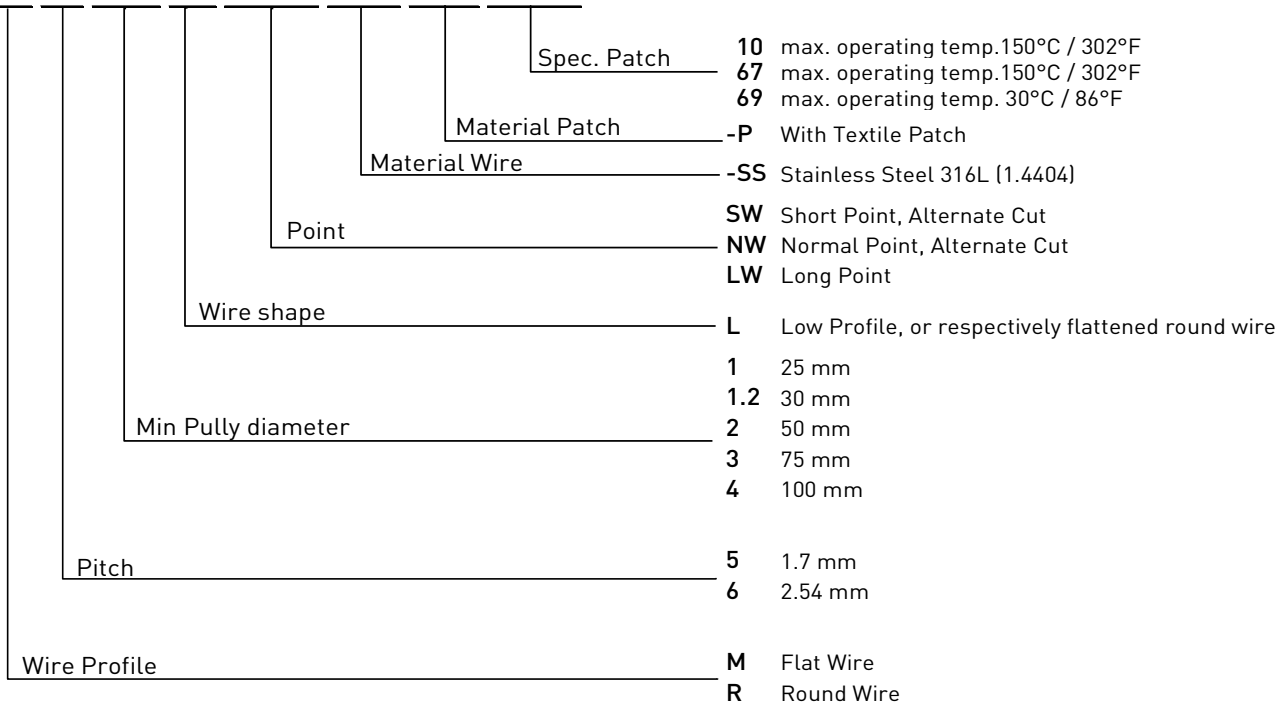 Spec. Patch
10 max. operating temp.150°C / 302°F
67 max. operating temp.150°C / 302°F
69 max. operating temp. 30°C / 86°F
Material Patch
-P With Textile Patch
Material Wire
-SS Stainless Steel 316L (1.4404)
Point
SW Short Point, Alternate Cut
NW Normal Point, Alternate Cut
LW Long Point
Wire shape
L Low Profile, or respectively flattened round wire
Min Pully diameter
1 25 mm
1.2 30 mm
2 50 mm
3 75 mm
4 100 mm
Pitch
5 1.7 mm
6 2.54 mm
Wire Profile
M Flat Wire
R Round Wire